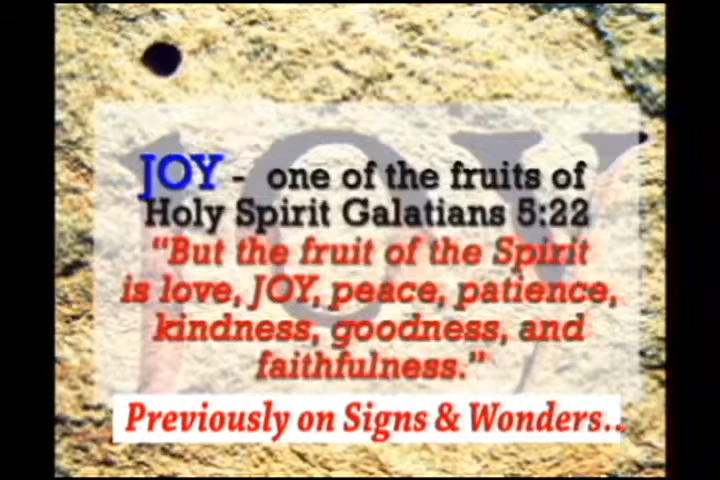 JOY
JOY - one of the fruits of
Holy Spirit Galatians 5:22
"But the fruit of the Spirit
is love, JOY, peace, patience,
kindness, goodness, and
faithfulness."
Previously on Signs & Wonders..